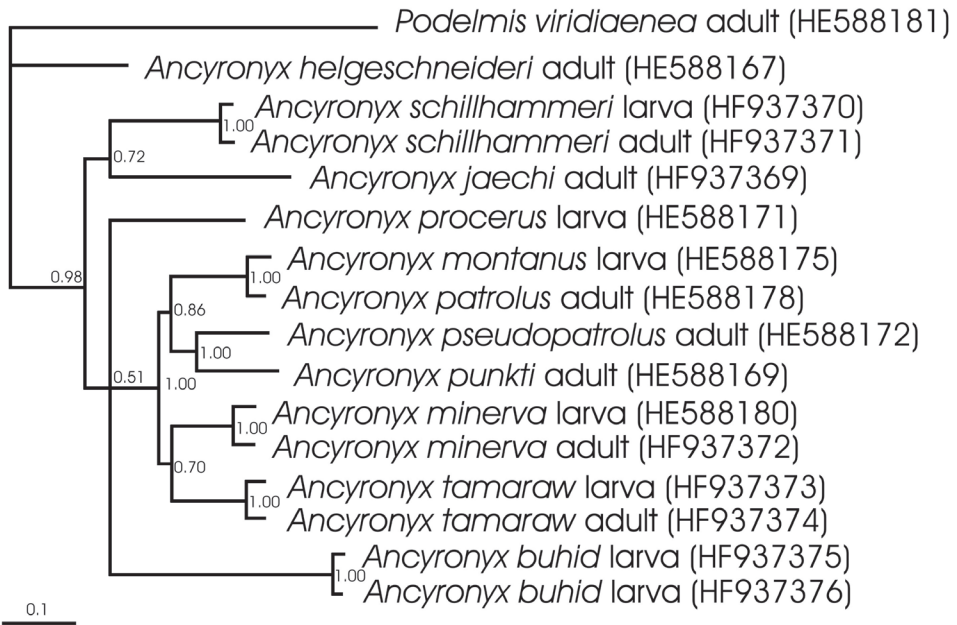 Podelmis viridiaenea adult (HE588181)
Ancyronyx helgeschneideri adult (HE588167)
Ancyronyx schillhammeri larva (HF937370)
1.00
Ancyronyx schillhammeri adult (HF937371)
0.72
Ancyronyx jaechi adult (HF937369)
Ancyronyx procerus larva (HE588171)
Ancyronyx montanus larva (HE588175)
0.98
1.00
Ancyronyx patrolus adult (HE588178)
0.86
Ancyronyx pseudopatrolus adult (HE588172)
1.00
Ancyronyx punkti adult (HE588169)
0.51
1.00
Ancyronyx minerva larva (HE588180)
1.00
Ancyronyx minerva adult (HF937372)
0.70
Ancyronyx tamaraw larva (HF937373)
1.00
Ancyronyx tamaraw adult (HF937374)
Ancyronyx buhid larva (HF937375)
1.00
Ancyronyx buhid larva (HF937376)
0.1